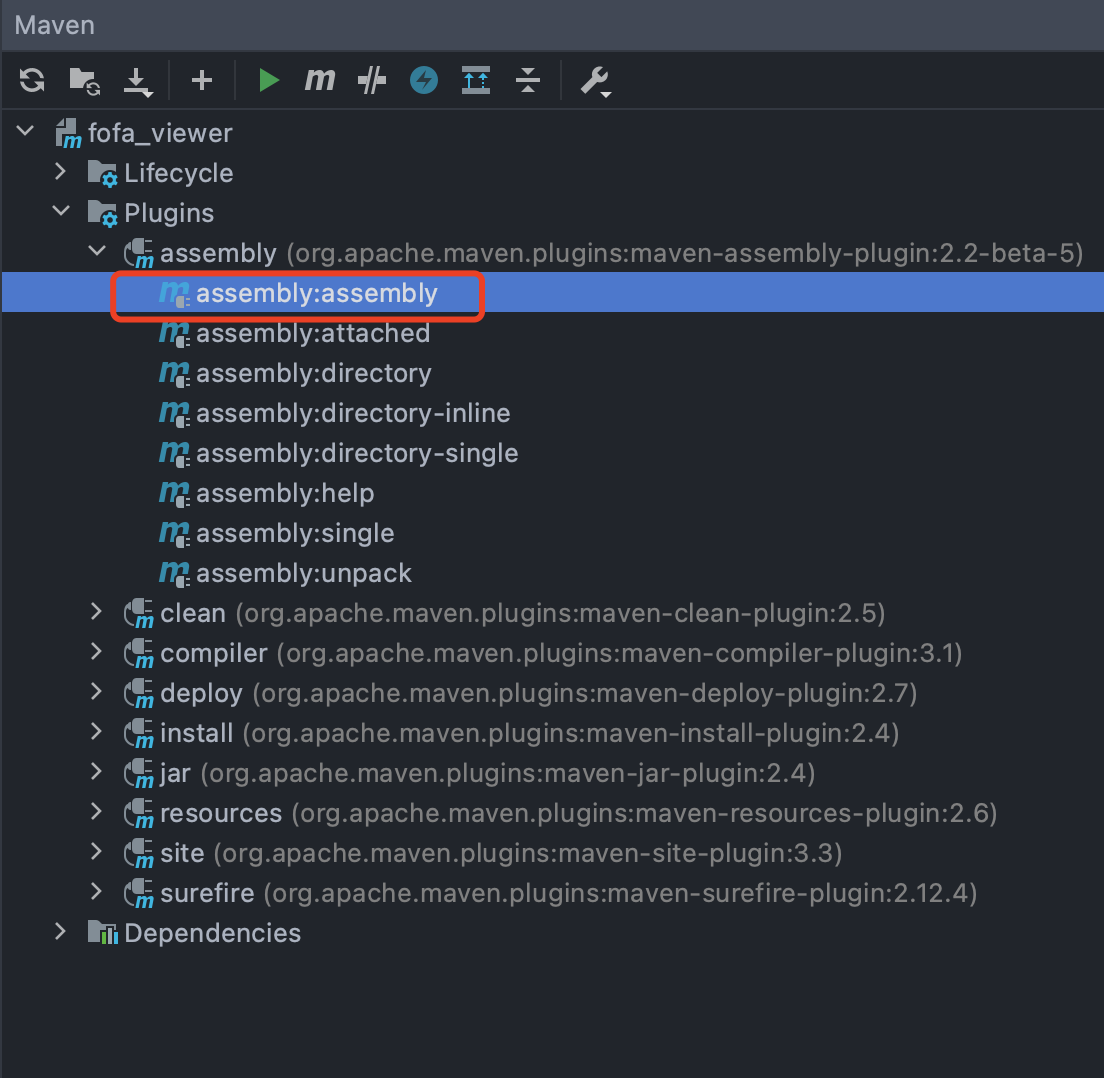 Maven
fofa_viewer
Lifecycle
Plugins
assembly (org.apache.maven.plugins:maven-assembly-plugin:2.2-beta-5)
assembly:assembly
assembly:attached
assembly:directory
assembly:directory-inline
assembly:directory-single
assembly:help
assembly:single
assembly:unpack
clean (org.apache.maven.plugins:maven-clean-plugin:2.5)
compiler (org.apache.maven.plugins:maven-compiler-plugin:3.1)
deploy (org.apache.maven.plugins:maven-deploy-plugin:2.7)
install (org.apache.maven.plugins:maven-install-plugin:2.4)
jar (org.apache.maven.plugins:maven-jar-plugin:2.4)
resources (org.apache.maven.plugins:maven-resources-plugin:2.6)
site (org.apache.maven.plugins:maven-site-plugin:3.3)
surefire (org.apache.maven.plugins:maven-surefire-plugin:2.12.4)
Dependencies